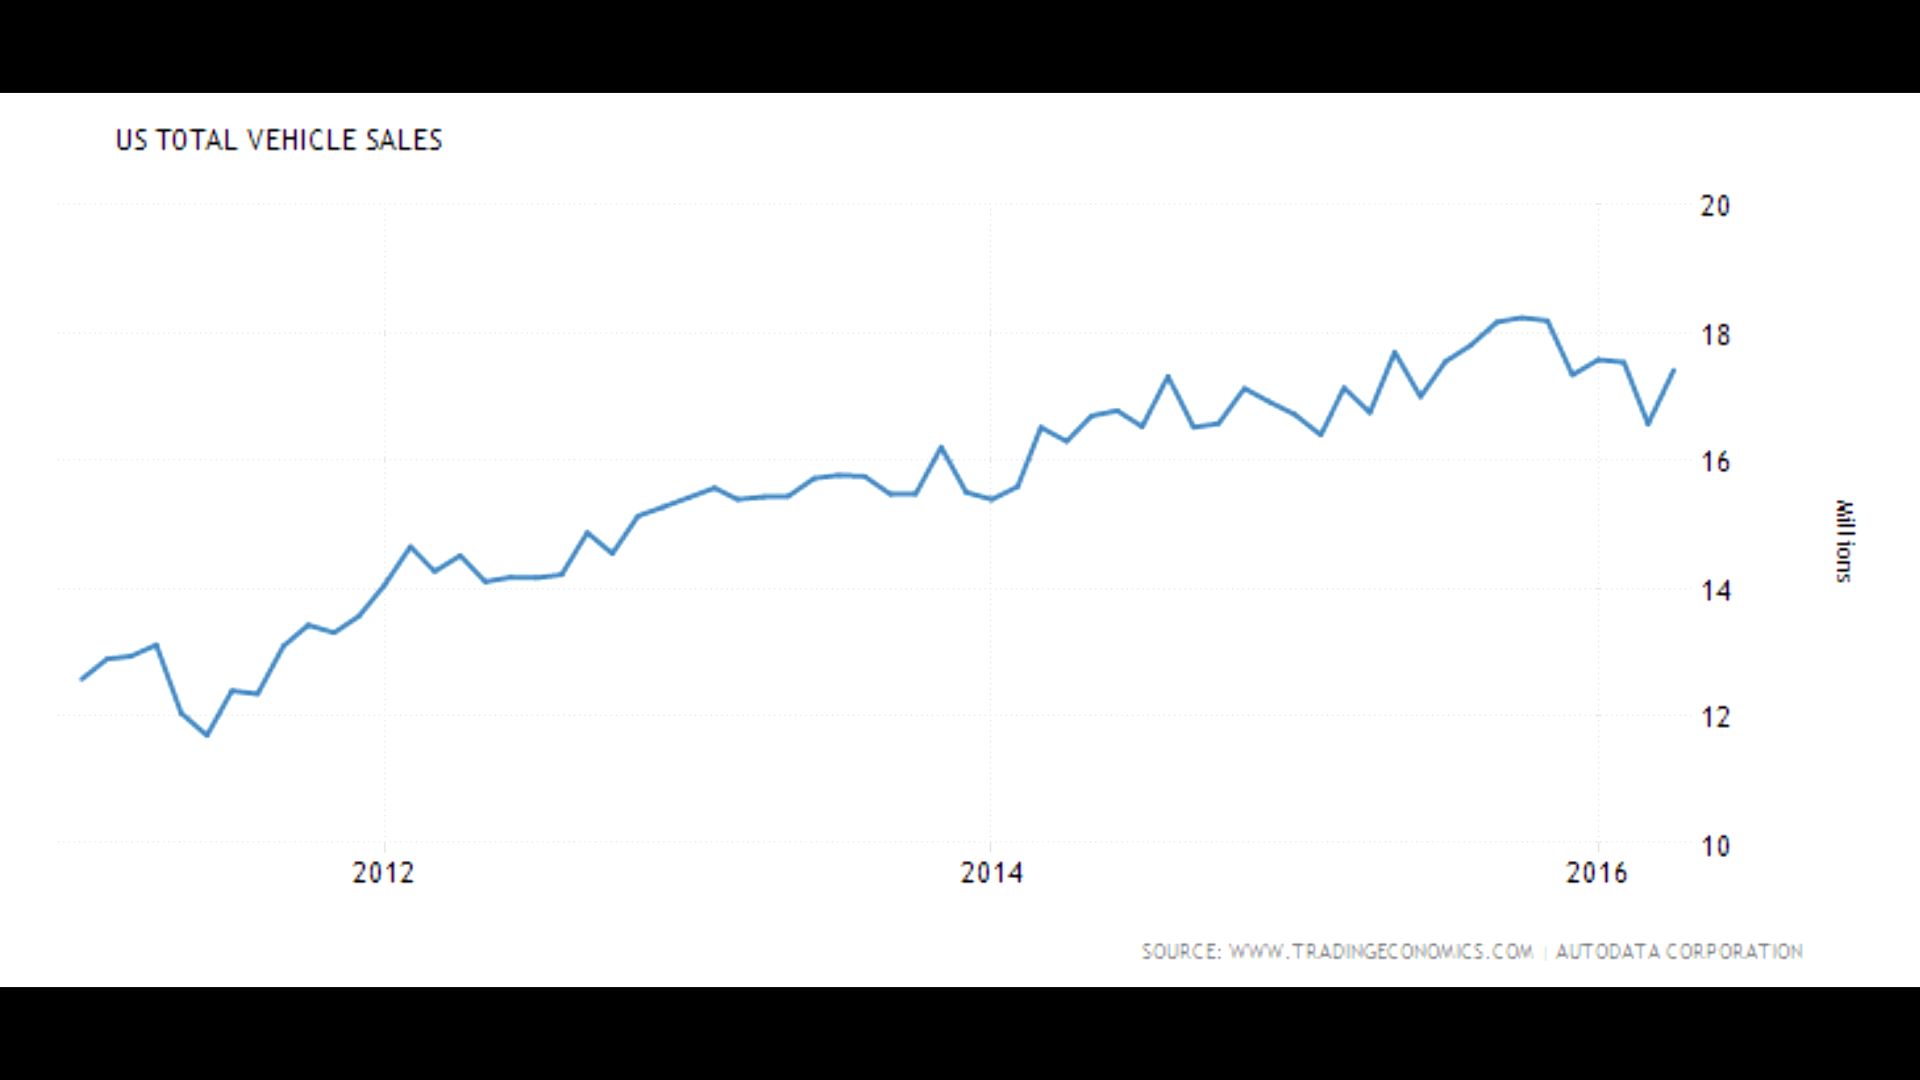 US TOTAL VEHICLE SALES
20
18
16
14
12
10
Millions
2012 2014 2016
SOURCE: WWW.TRADINGECONOMICS.COM | AUTODATA CORPORATION